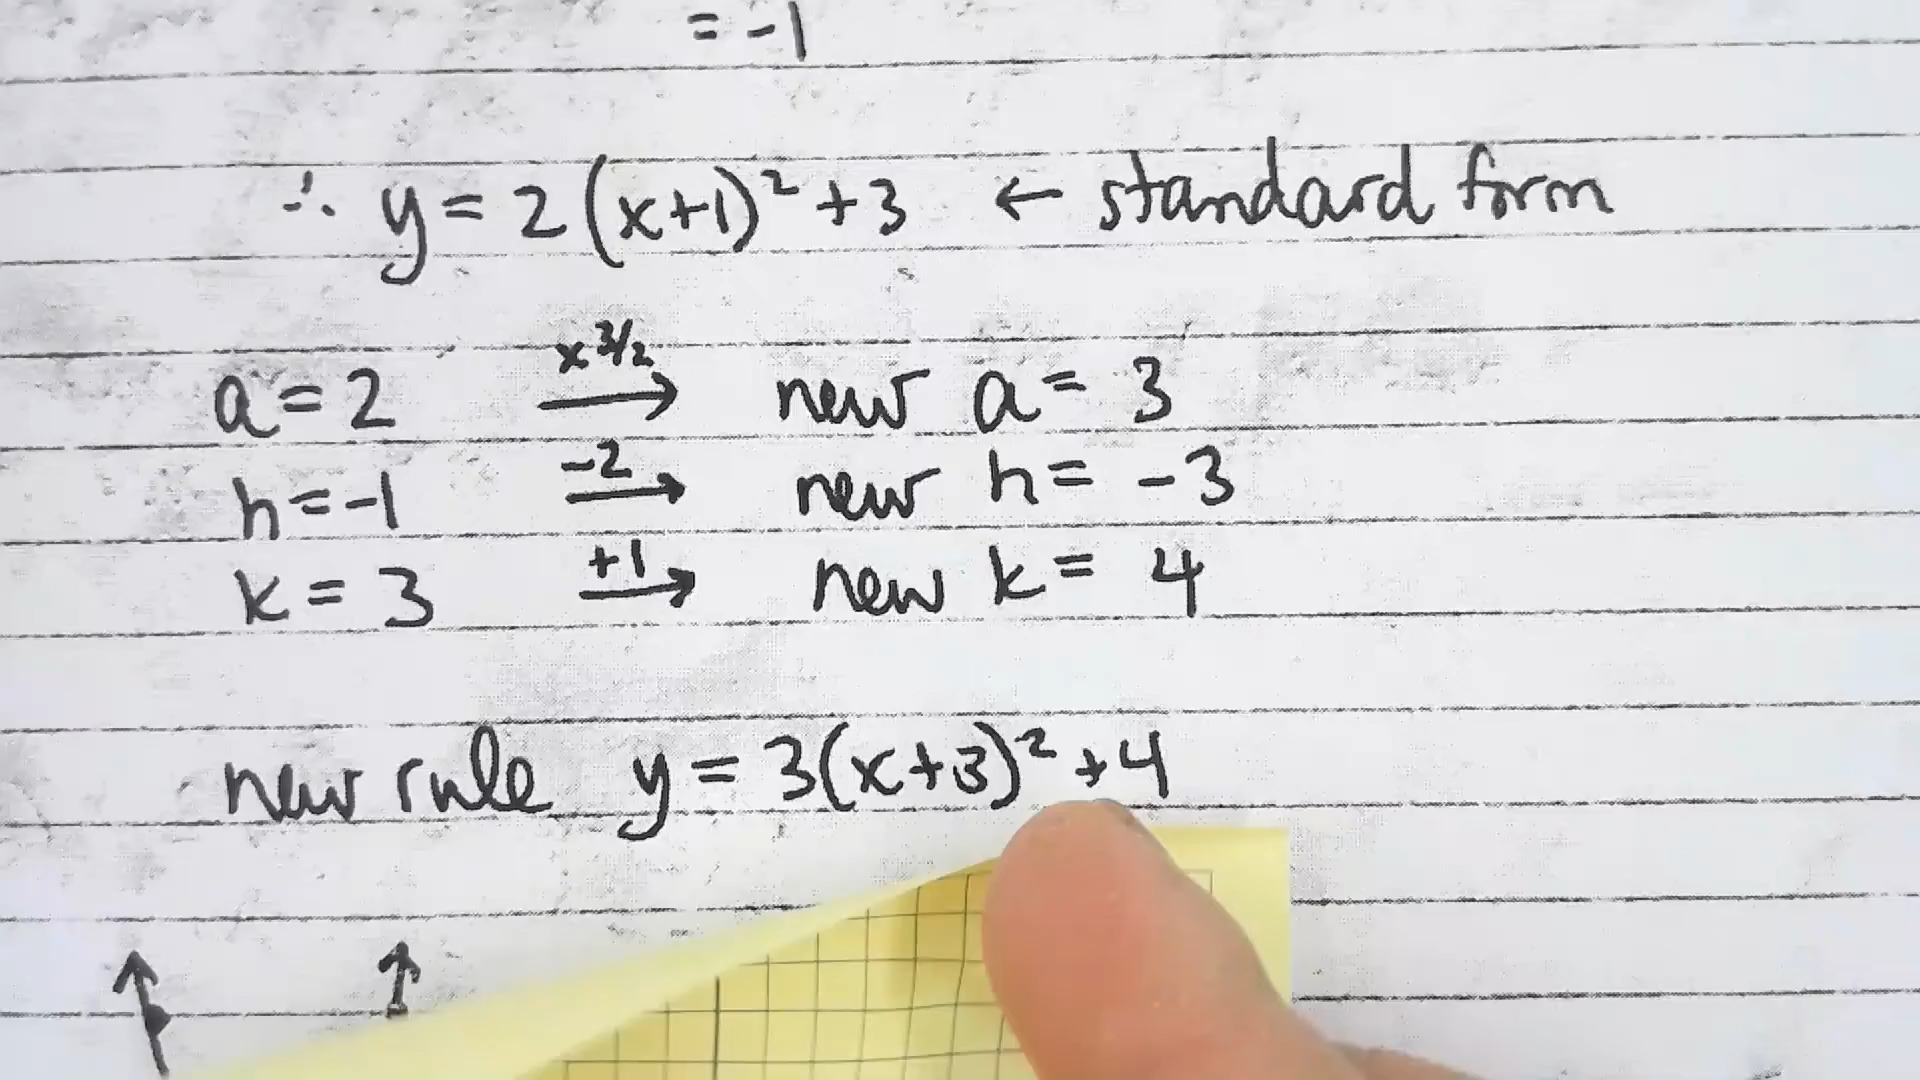 = -1
∴ y = 2(x+1)² + 3 ← standard form
a = 2 ×3/2 → new a = 3
h = -1 -2 → new h = -3
k = 3 +1 → new k = 4
new rule y = 3(x+3)² + 4